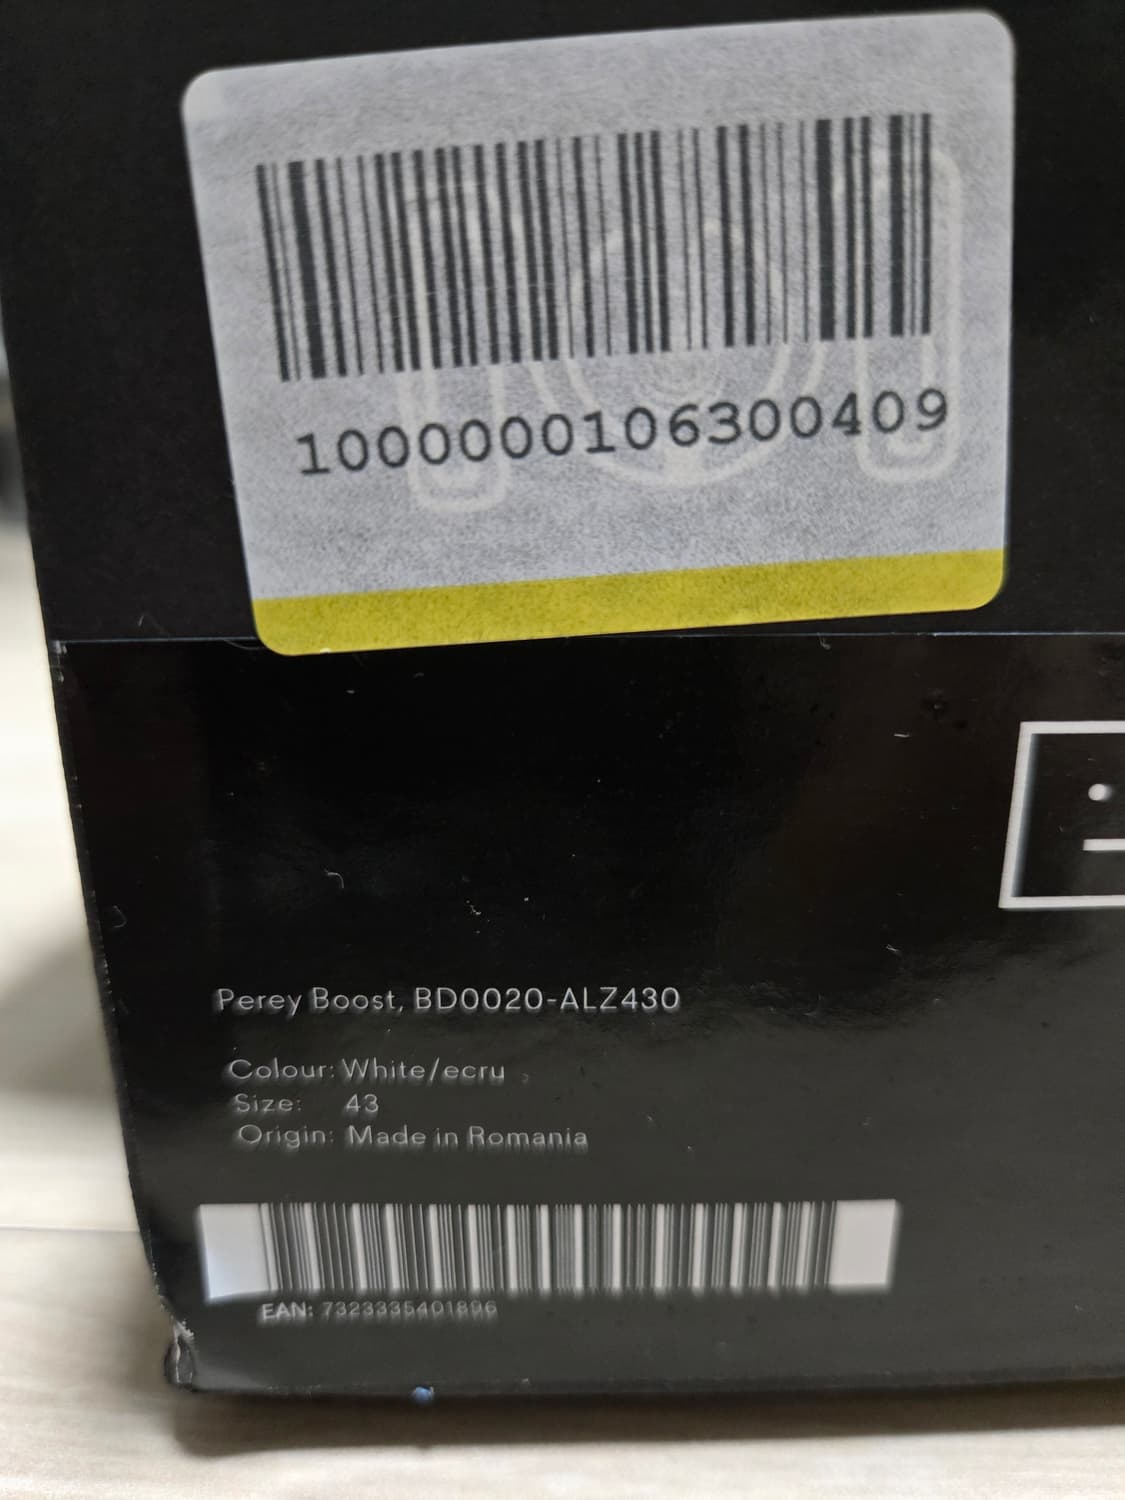 1000000106300409
Perey Boost, BD0020-ALZ430
Colour: White/ecru
Size: 43
Origin: Made in Romania
EAN: 7323335401896